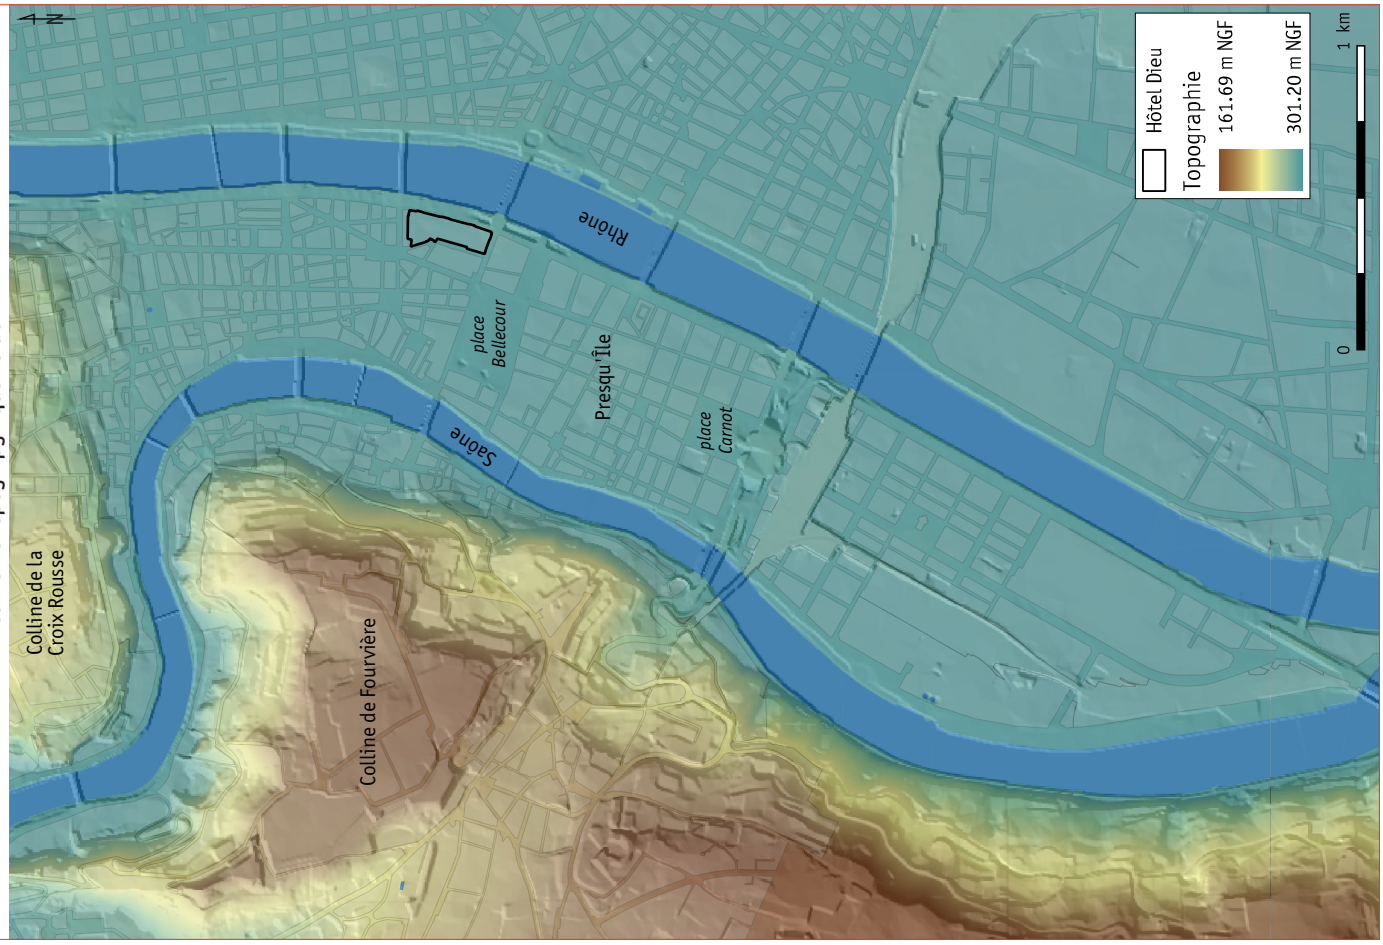 N
Colline de la
Croix Rousse
Colline de Fourvière
Saône
Rhône
place
Bellecour
Presqu'Île
place
Carnot
Hôtel Dieu
Topographie
161.69 m NGF
301.20 m NGF
0
1 km